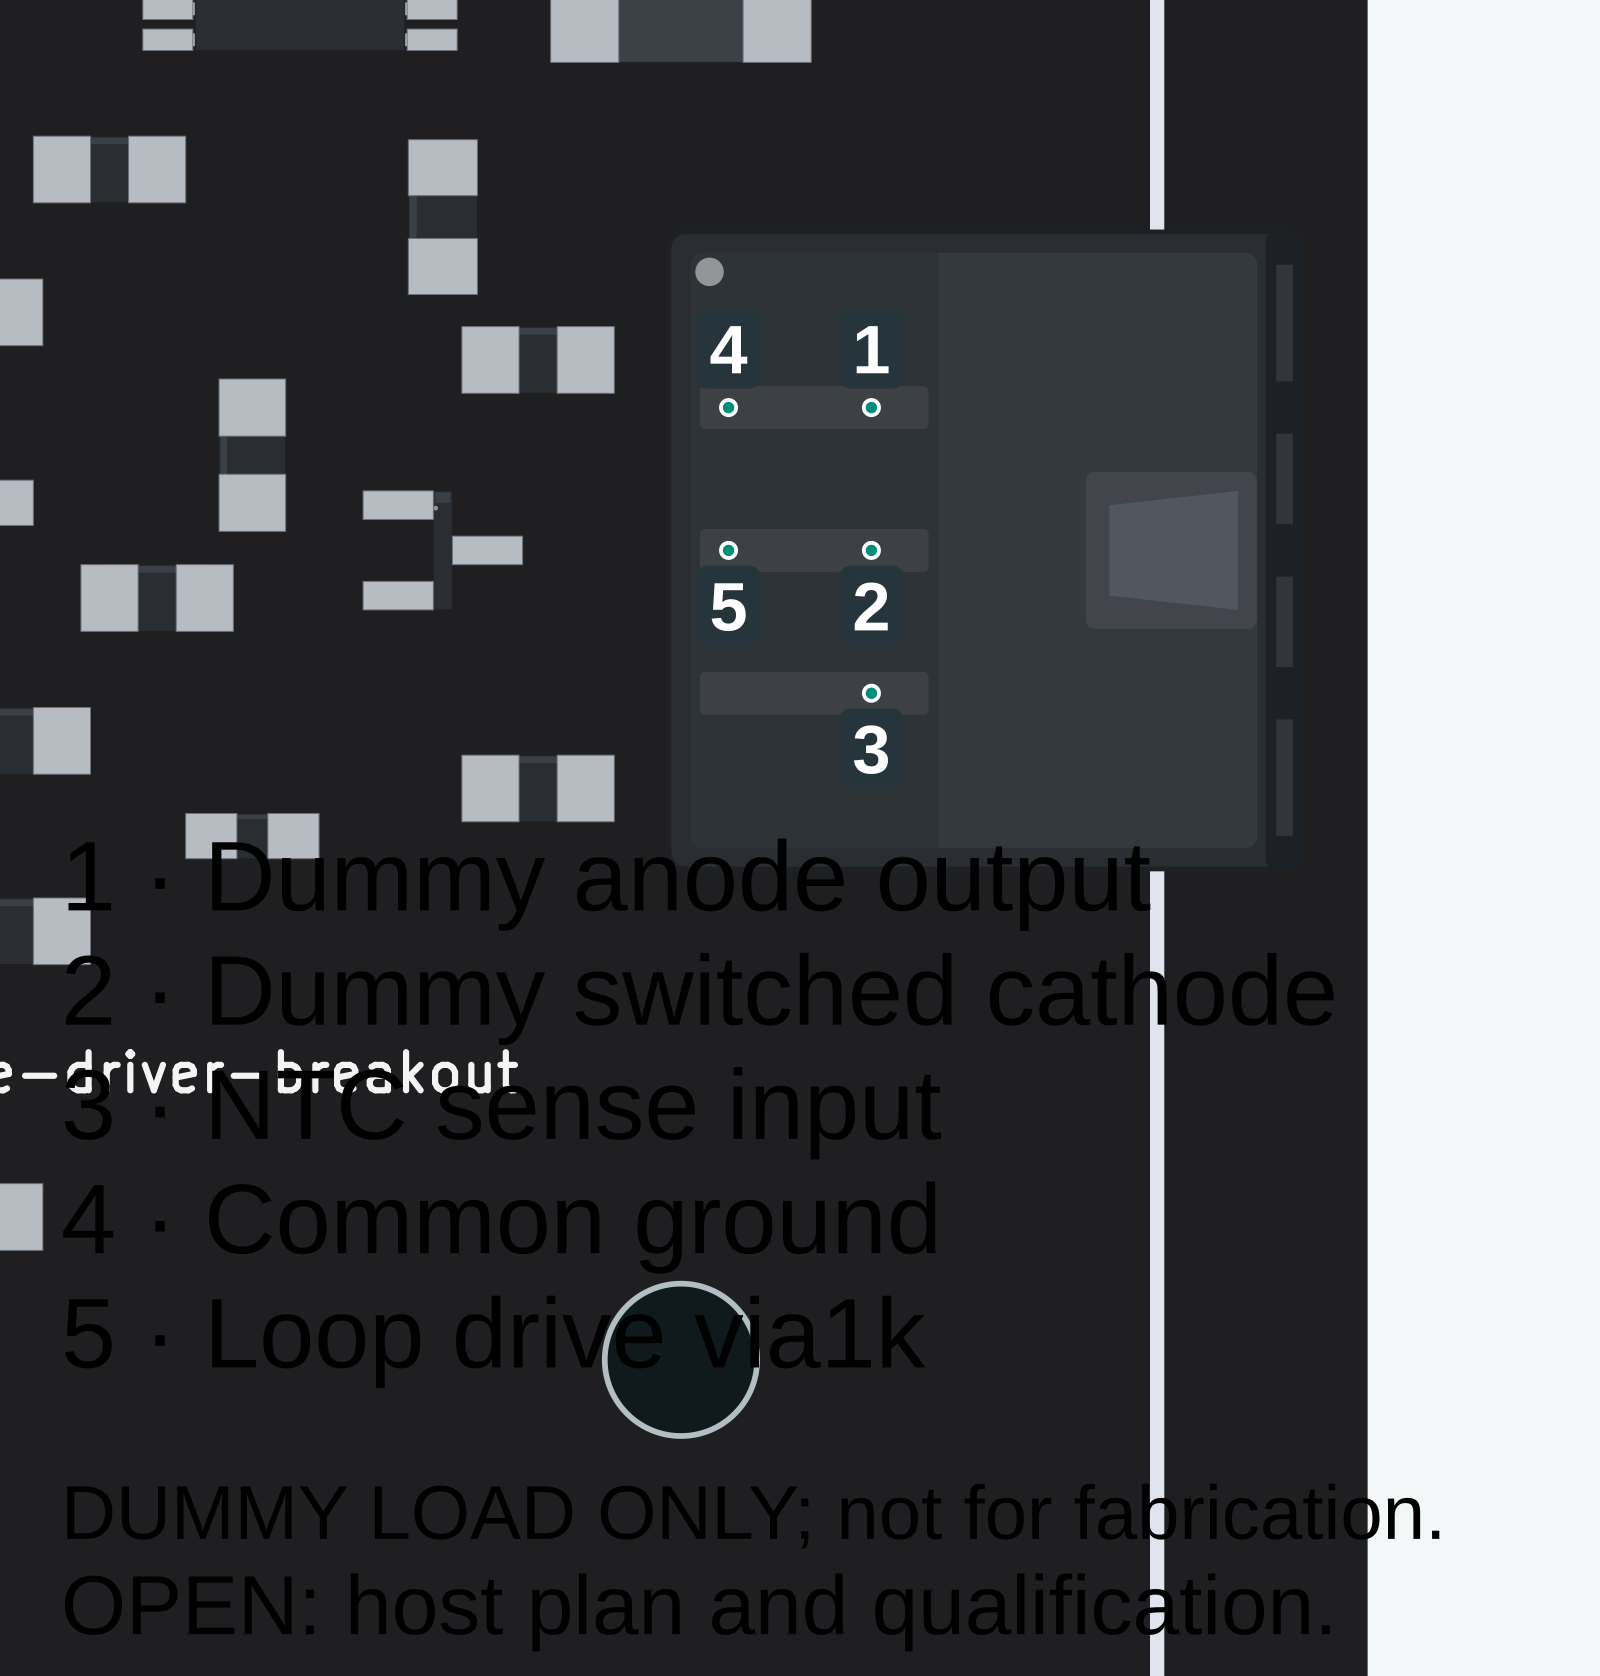 4 1
5 2
3
1 · Dummy anode output
2 · Dummy switched cathode
e-driver-breakout
3 · NTC sense input
4 · Common ground
5 · Loop drive via1k
DUMMY LOAD ONLY; not for fabrication.
OPEN: host plan and qualification.